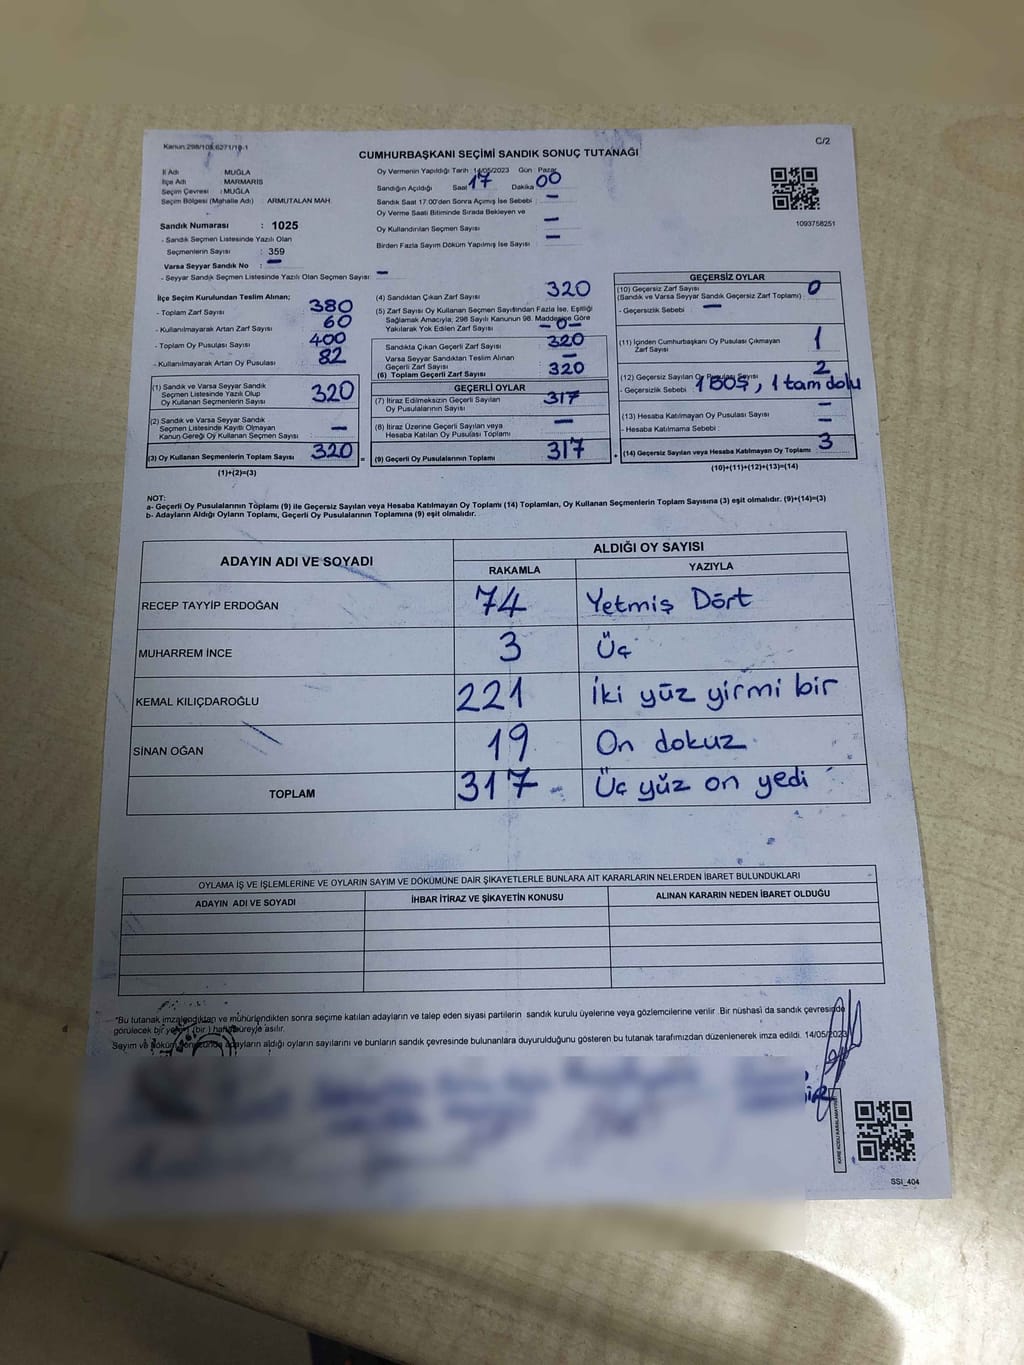 Kanun:298/105;6271/19-1
C/2
CUMHURBAŞKANI SEÇİMİ SANDIK SONUÇ TUTANAĞI
İl Adı : MUĞLA
İlçe Adı : MARMARİS
Seçim Çevresi : MUĞLA
Seçim Bölgesi (Mahalle Adı) : ARMUTALAN MAH.
Sandık Numarası : 1025
- Sandık Seçmen Listesinde Yazılı Olan
Seçmenlerin Sayısı : 359
Varsa Seyyar Sandık No : -
- Seyyar Sandık Seçmen Listesinde Yazılı Olan Seçmen Sayısı: -
Oy Vermenin Yapıldığı Tarih 14/05/2023 Gün Pazar
Sandığın Açıldığı Saat 17 Dakika 00
Sandık Saat 17.00'den Sonra Açımış İse Sebebi : -
Oy Verme Saati Bitiminde Sırada Bekleyen ve
Oy Kullandırılan Seçmen Sayısı -
Birden Fazla Sayım Döküm Yapılmış İse Sayısı -
1093758251
İlçe Seçim Kurulundan Teslim Alınan;
- Toplam Zarf Sayısı 380
- Kullanılmayarak Artan Zarf Sayısı 60
- Toplam Oy Pusulası Sayısı 400
- Kullanılmayarak Artan Oy Pusulası 82
(1) Sandık ve Varsa Seyyar Sandık
Seçmen Listesinde Yazılı Olup
Oy Kullanan Seçmenlerin Sayısı 320
(2) Sandık ve Varsa Seyyar Sandık
Seçmen Listesinde Kayıtlı Olmayan
Kanun Gereği Oy Kullanan Seçmen Sayısı -
(3) Oy Kullanan Seçmenlerin Toplam Sayısı 320 =
(1)+(2)=(3)
(4) Sandıktan Çıkan Zarf Sayısı 320
(5) Zarf Sayısı Oy Kullanan Seçmen Sayısından Fazla İse, Eşitliği
Sağlamak Amacıyla, 298 Sayılı Kanunun 98. Maddesine Göre
Yakılarak Yok Edilen Zarf Sayısı -0-
Sandıkta Çıkan Geçerli Zarf Sayısı 320
Varsa Seyyar Sandıktan Teslim Alınan
Geçerli Zarf Sayısı -
(6) Toplam Geçerli Zarf Sayısı 320
GEÇERLİ OYLAR
(7) İtiraz Edilmeksizin Geçerli Sayılan
Oy Pusulalarının Sayısı 317
(8) İtiraz Üzerine Geçerli Sayılan veya
Hesaba Katılan Oy Pusulası Toplamı -
(9) Geçerli Oy Pusulalarının Toplamı 317 +
GEÇERSİZ OYLAR
(10) Geçersiz Zarf Sayısı
(Sandık ve Varsa Seyyar Sandık Geçersiz Zarf Toplamı) : 0
- Geçersizlik Sebebi : -
(11) İçinden Cumhurbaşkanı Oy Pusulası Çıkmayan
Zarf Sayısı 1
(12) Geçersiz Sayılan Oy Pusulası Sayısı 2
- Geçersizlik Sebebi 1 BOŞ, 1 tam dolu
(13) Hesaba Katılmayan Oy Pusulası Sayısı -
- Hesaba Katılmama Sebebi : -
(14) Geçersiz Sayılan veya Hesaba Katılmayan Oy Toplamı 3
(10)+(11)+(12)+(13)=(14)
NOT:
a- Geçerli Oy Pusulalarının Toplamı (9) ile Geçersiz Sayılan veya Hesaba Katılmayan Oy Toplamı (14) Toplamları, Oy Kullanan Seçmenlerin Toplam Sayısına (3) eşit olmalıdır. (9)+(14)=(3)
b- Adayların Aldığı Oyların Toplamı, Geçerli Oy Pusulalarının Toplamına (9) eşit olmalıdır.
ADAYIN ADI VE SOYADI
ALDIĞI OY SAYISI
RAKAMLA YAZIYLA
RECEP TAYYİP ERDOĞAN 74 Yetmiş Dört
MUHARREM İNCE 3 Üç
KEMAL KILIÇDAROĞLU 221 İki yüz yirmi bir
SİNAN OĞAN 19 On dokuz
TOPLAM 317 Üç yüz on yedi
OYLAMA İŞ VE İŞLEMLERİNE VE OYLARIN SAYIM VE DÖKÜMÜNE DAİR ŞİKAYETLERLE BUNLARA AİT KARARLARIN NELERDEN İBARET BULUNDUKLARI
ADAYIN ADI VE SOYADI İHBAR İTİRAZ VE ŞİKAYETİN KONUSU ALINAN KARARIN NEDEN İBARET OLDUĞU
"Bu tutanak imzalandıktan ve mühürlendikten sonra seçime katılan adayların ve talep eden siyasi partilerin sandık kurulu üyelerine veya gözlemcilerine verilir .Bir nüshası da sandık çevresinde
görülecek bir yere (bir ) hafta süreyle asılır.
Sayım ve döküm sonucunda adayların aldığı oyların sayılarını ve bunların sandık çevresinde bulunanlara duyurulduğunu gösteren bu tutanak tarafımızdan düzenlenerek imza edildi. 14/05/2023
KARE KODU KARALAMAYINIZ
SSİ_404